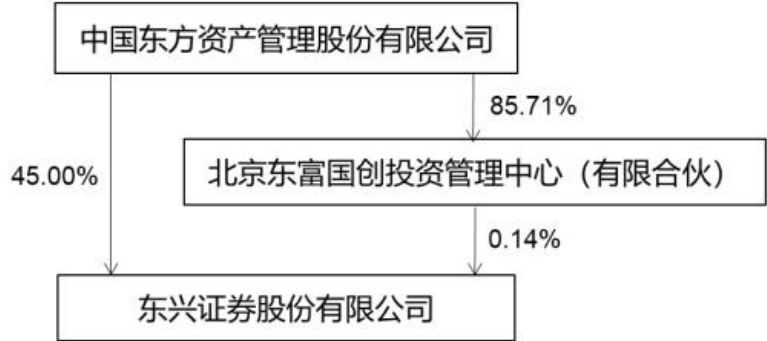 中国东方资产管理股份有限公司
85.71%
45.00%
北京东富国创投资管理中心（有限合伙）
0.14%
东兴证券股份有限公司